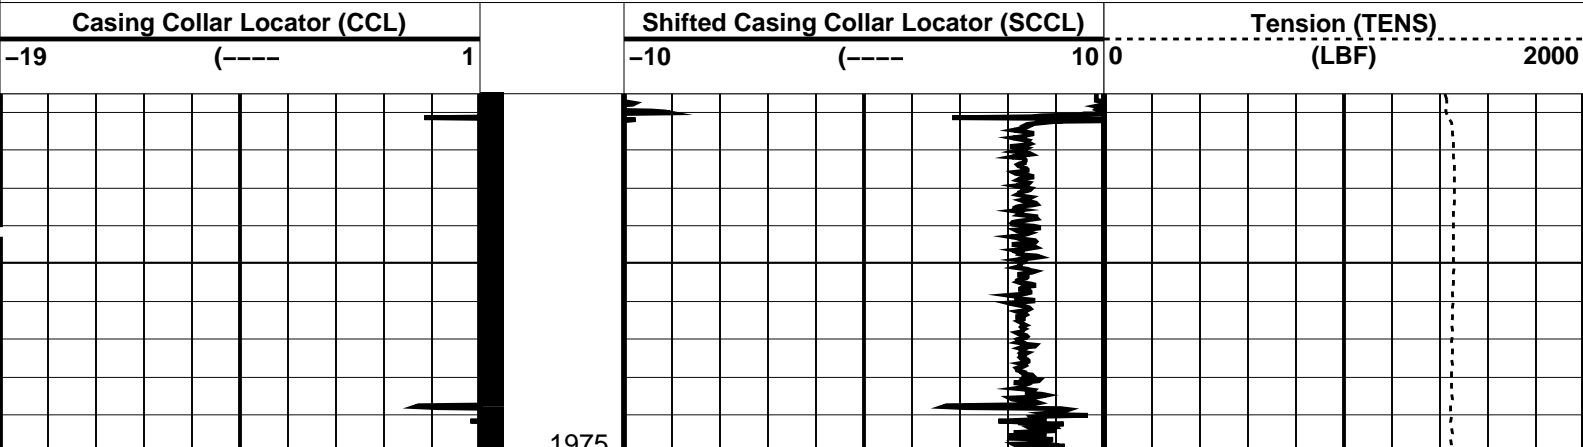 Casing Collar Locator (CCL)
−19 (−−−− 1
Shifted Casing Collar Locator (SCCL)
−10 (−−−− 10
Tension (TENS)
0 (LBF) 2000
1975